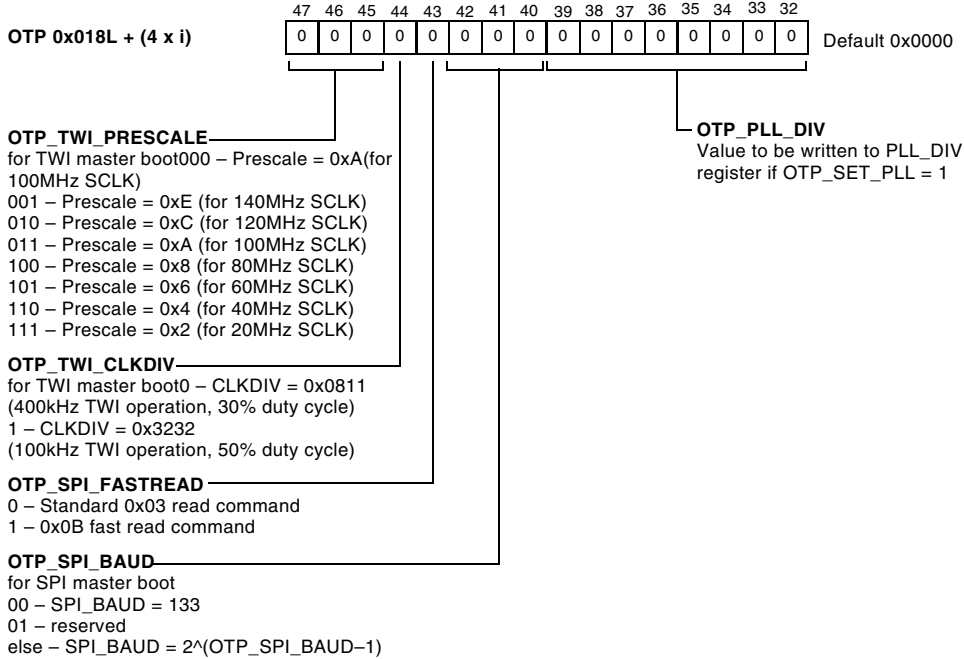 47 46 45 44 43 42 41 40 39 38 37 36 35 34 33 32
OTP 0x018L + (4 x i)
0 0 0 0 0 0 0 0 0 0 0 0 0 0 0 0
Default 0x0000
OTP_TWI_PRESCALE
for TWI master boot000 – Prescale = 0xA(for
100MHz SCLK)
001 – Prescale = 0xE (for 140MHz SCLK)
010 – Prescale = 0xC (for 120MHz SCLK)
011 – Prescale = 0xA (for 100MHz SCLK)
100 – Prescale = 0x8 (for 80MHz SCLK)
101 – Prescale = 0x6 (for 60MHz SCLK)
110 – Prescale = 0x4 (for 40MHz SCLK)
111 – Prescale = 0x2 (for 20MHz SCLK)
OTP_PLL_DIV
Value to be written to PLL_DIV
register if OTP_SET_PLL = 1
OTP_TWI_CLKDIV
for TWI master boot0 – CLKDIV = 0x0811
(400kHz TWI operation, 30% duty cycle)
1 – CLKDIV = 0x3232
(100kHz TWI operation, 50% duty cycle)
OTP_SPI_FASTREAD
0 – Standard 0x03 read command
1 – 0x0B fast read command
OTP_SPI_BAUD
for SPI master boot
00 – SPI_BAUD = 133
01 – reserved
else – SPI_BAUD = 2^(OTP_SPI_BAUD–1)